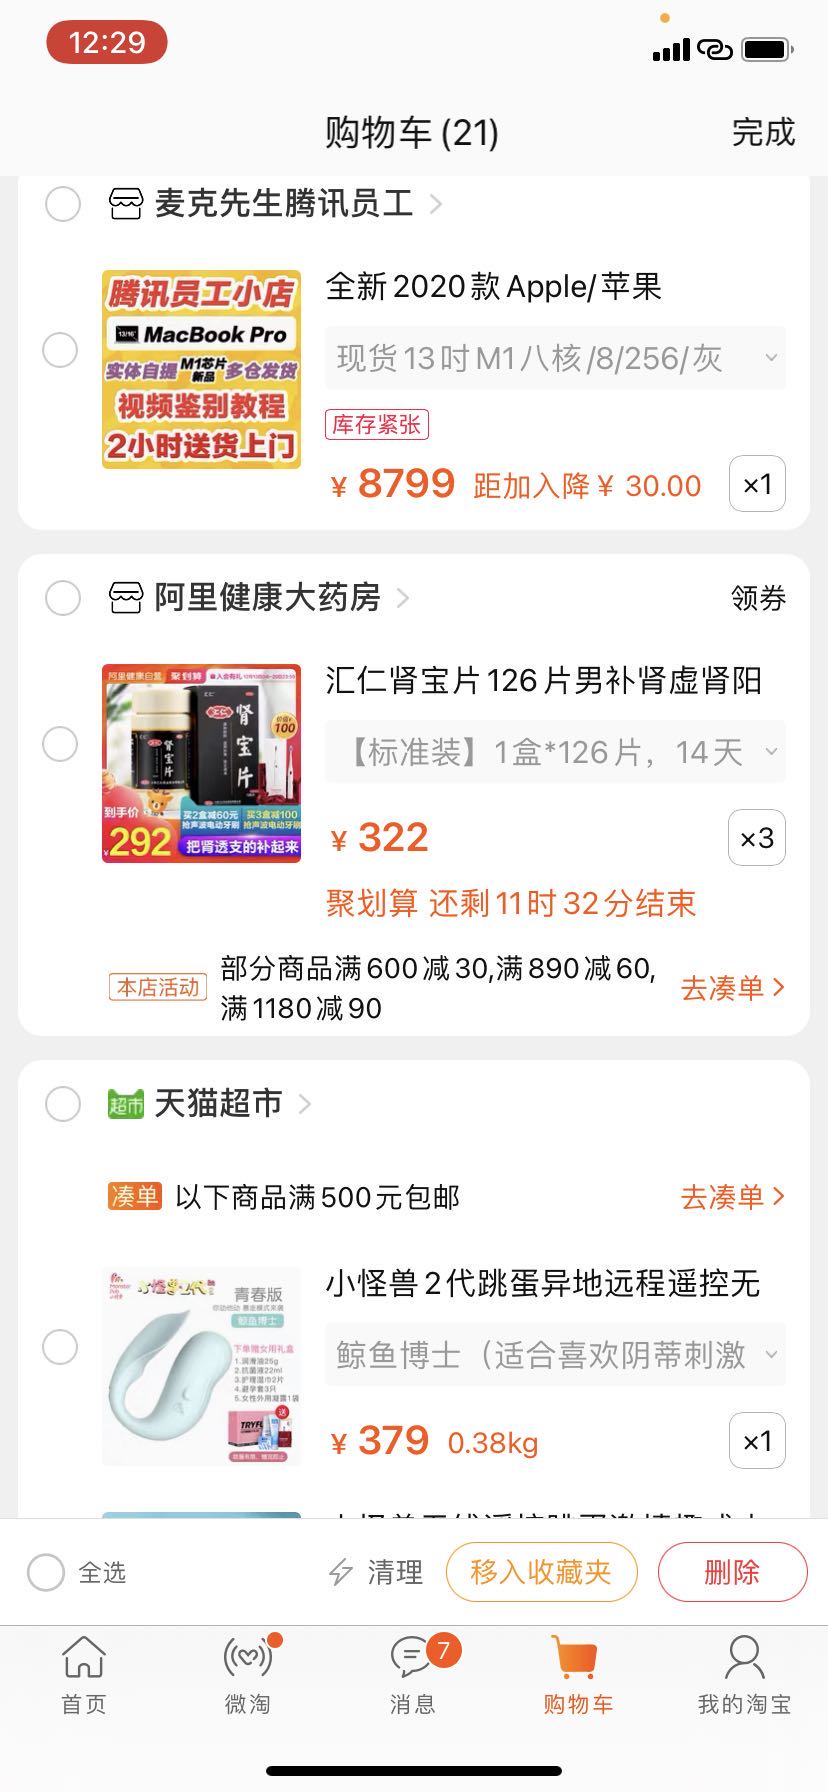 12:29
购物车(21)
完成
麦克先生腾讯员工
腾讯员工小店
13/16" MacBook Pro
实体自提 M1芯片新品 多仓发货
视频鉴别教程
2小时送货上门
全新2020款Apple/苹果
现货13吋M1八核/8/256/灰
库存紧张
¥ 8799 距加入降¥ 30.00
×1
阿里健康大药房
领券
阿里健康自营 聚划算
汇仁
肾宝片
价值¥100
到手价
¥292
买2盒减60元 买3盒减100
抢声波电动牙刷 抢声波电动牙刷
把肾透支的补起来
汇仁肾宝片126片男补肾虚肾阳
【标准装】1盒*126片，14天
¥ 322
×3
聚划算 还剩11时32分结束
本店活动
部分商品满600减30,满890减60,
满1180减90
去凑单
超市 天猫超市
凑单 以下商品满500元包邮
去凑单
小怪兽2代
青春版
鲸鱼博士
下单赠女用礼盒
1.润滑油25g
2.抗菌液22ml
3.护理湿巾2片
4.避孕套3只
5.女性外用凝露1袋
送
小怪兽2代跳蛋异地远程遥控无
鲸鱼博士（适合喜欢阴蒂刺激
¥ 379 0.38kg
×1
全选
清理
移入收藏夹
删除
7
首页
微淘
消息
购物车
我的淘宝